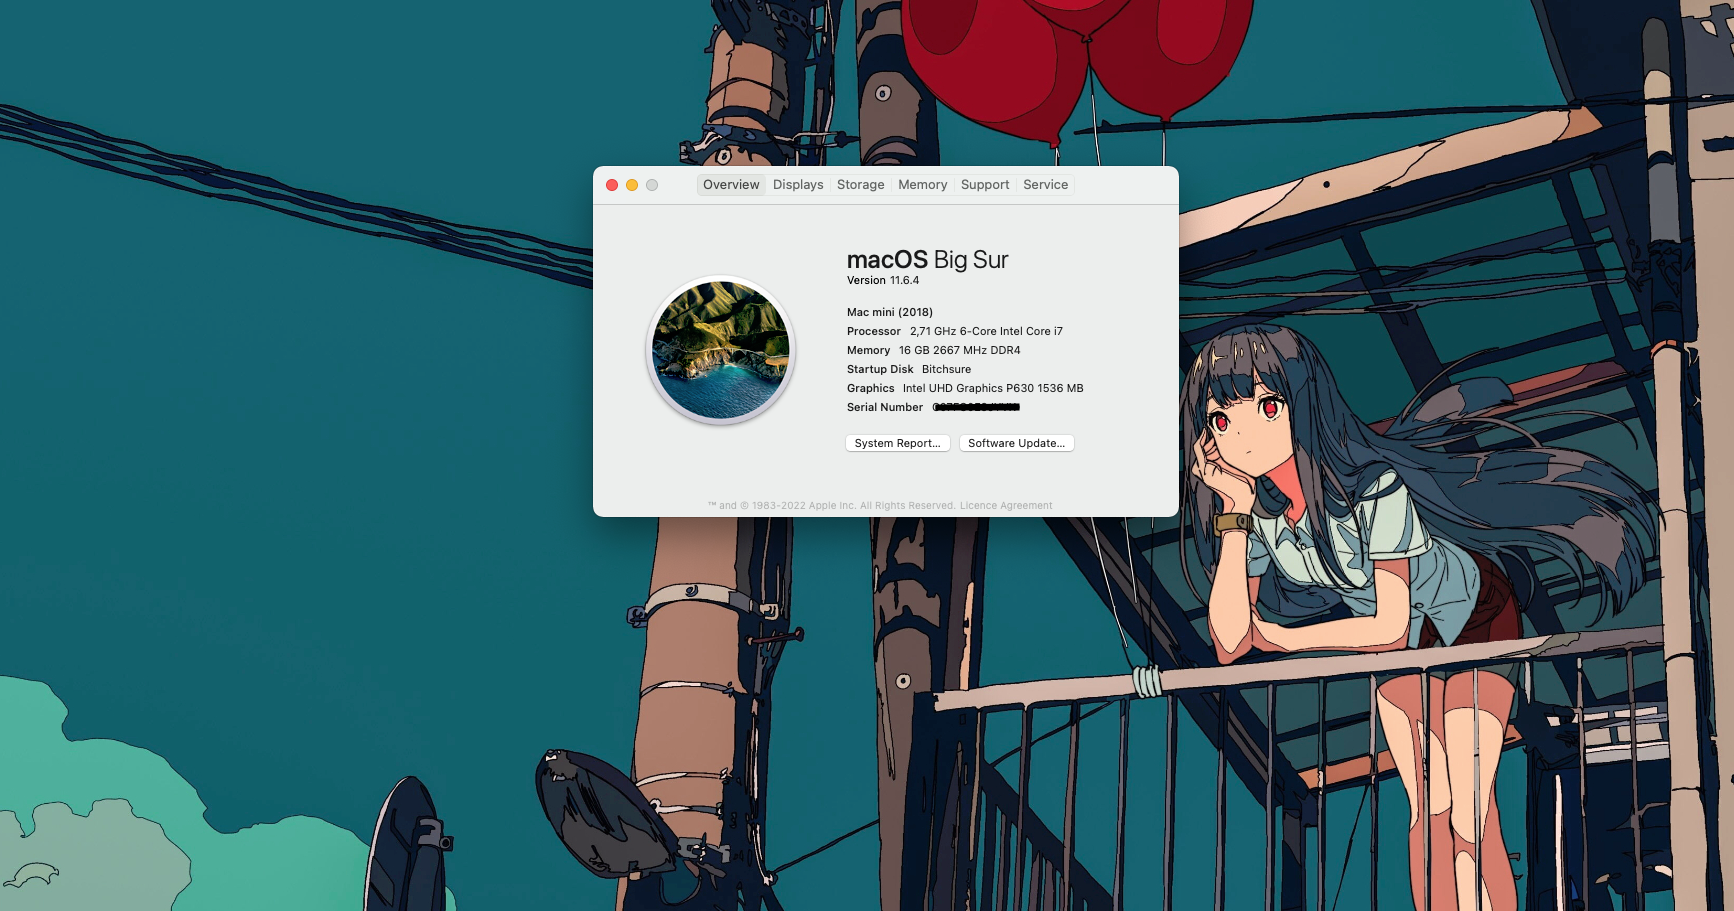 Overview Displays Storage Memory Support Service
macOS Big Sur
Version 11.6.4
Mac mini (2018)
Processor 2,71 GHz 6-Core Intel Core i7
Memory 16 GB 2667 MHz DDR4
Startup Disk Bitchsure
Graphics Intel UHD Graphics P630 1536 MB
Serial Number
System Report... Software Update...
™ and © 1983-2022 Apple Inc. All Rights Reserved. Licence Agreement